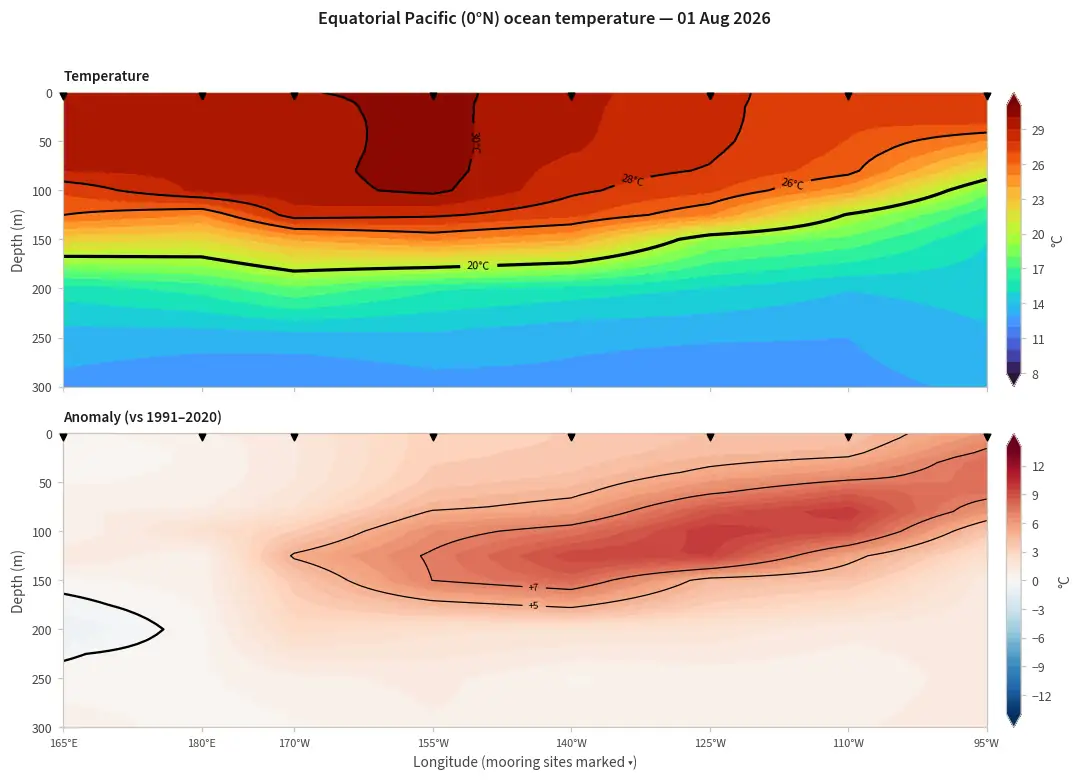 Equatorial Pacific (0°N) ocean temperature — 01 Aug 2026
Temperature
0
50
100
150
200
250
300
Depth (m)
30°C
28°C
26°C
20°C
29
26
23
20
17
14
11
8
°C
Anomaly (vs 1991–2020)
0
50
100
150
200
250
300
Depth (m)
+7
+5
12
9
6
3
0
−3
−6
−9
−12
°C
165°E 180°E 170°W 155°W 140°W 125°W 110°W 95°W
Longitude (mooring sites marked ▾)